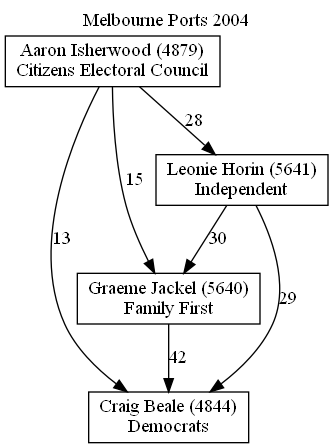 Melbourne Ports 2004
Aaron Isherwood (4879)
Citizens Electoral Council
28
Leonie Horin (5641)
Independent
15
13
30
Graeme Jackel (5640)
Family First
29
42
Craig Beale (4844)
Democrats